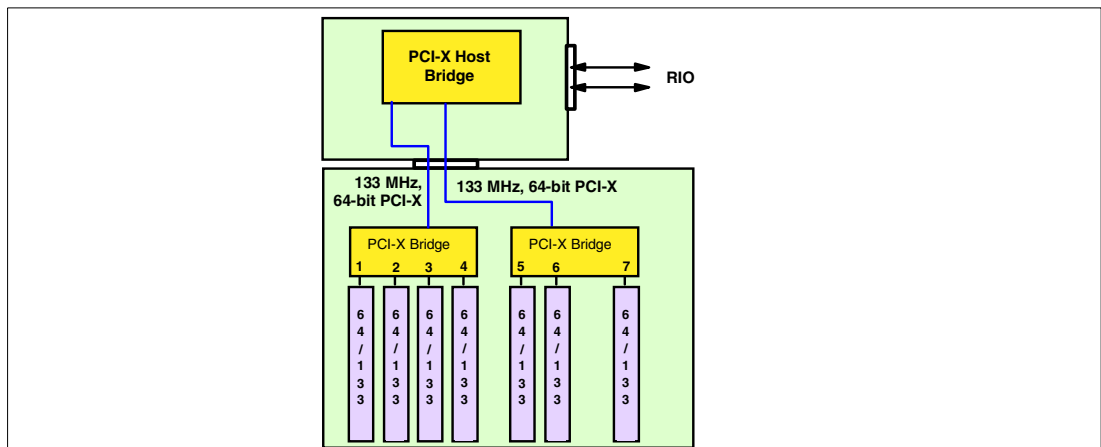 PCI-X Host
Bridge
RIO
133 MHz,
64-bit PCI-X
133 MHz, 64-bit PCI-X
PCI-X Bridge
1 2 3 4
PCI-X Bridge
5 6 7
64/133
64/133
64/133
64/133
64/133
64/133
64/133